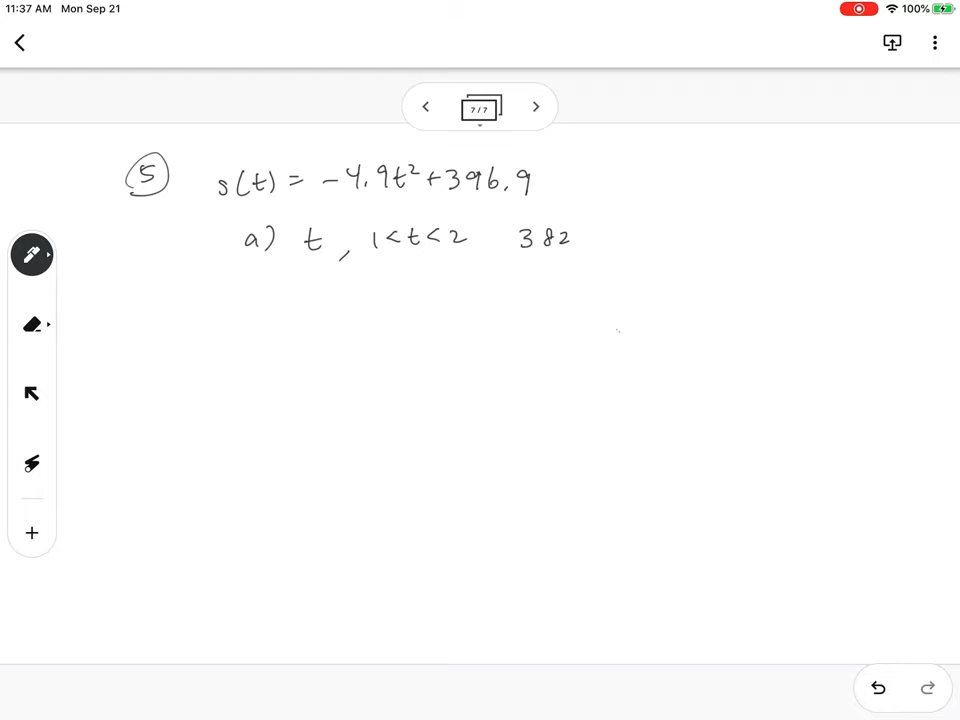 11:37 AM Mon Sep 21
100%
7 / 7
5 s(t) = -4.9t² + 396.9
a) t, 1 < t < 2 382